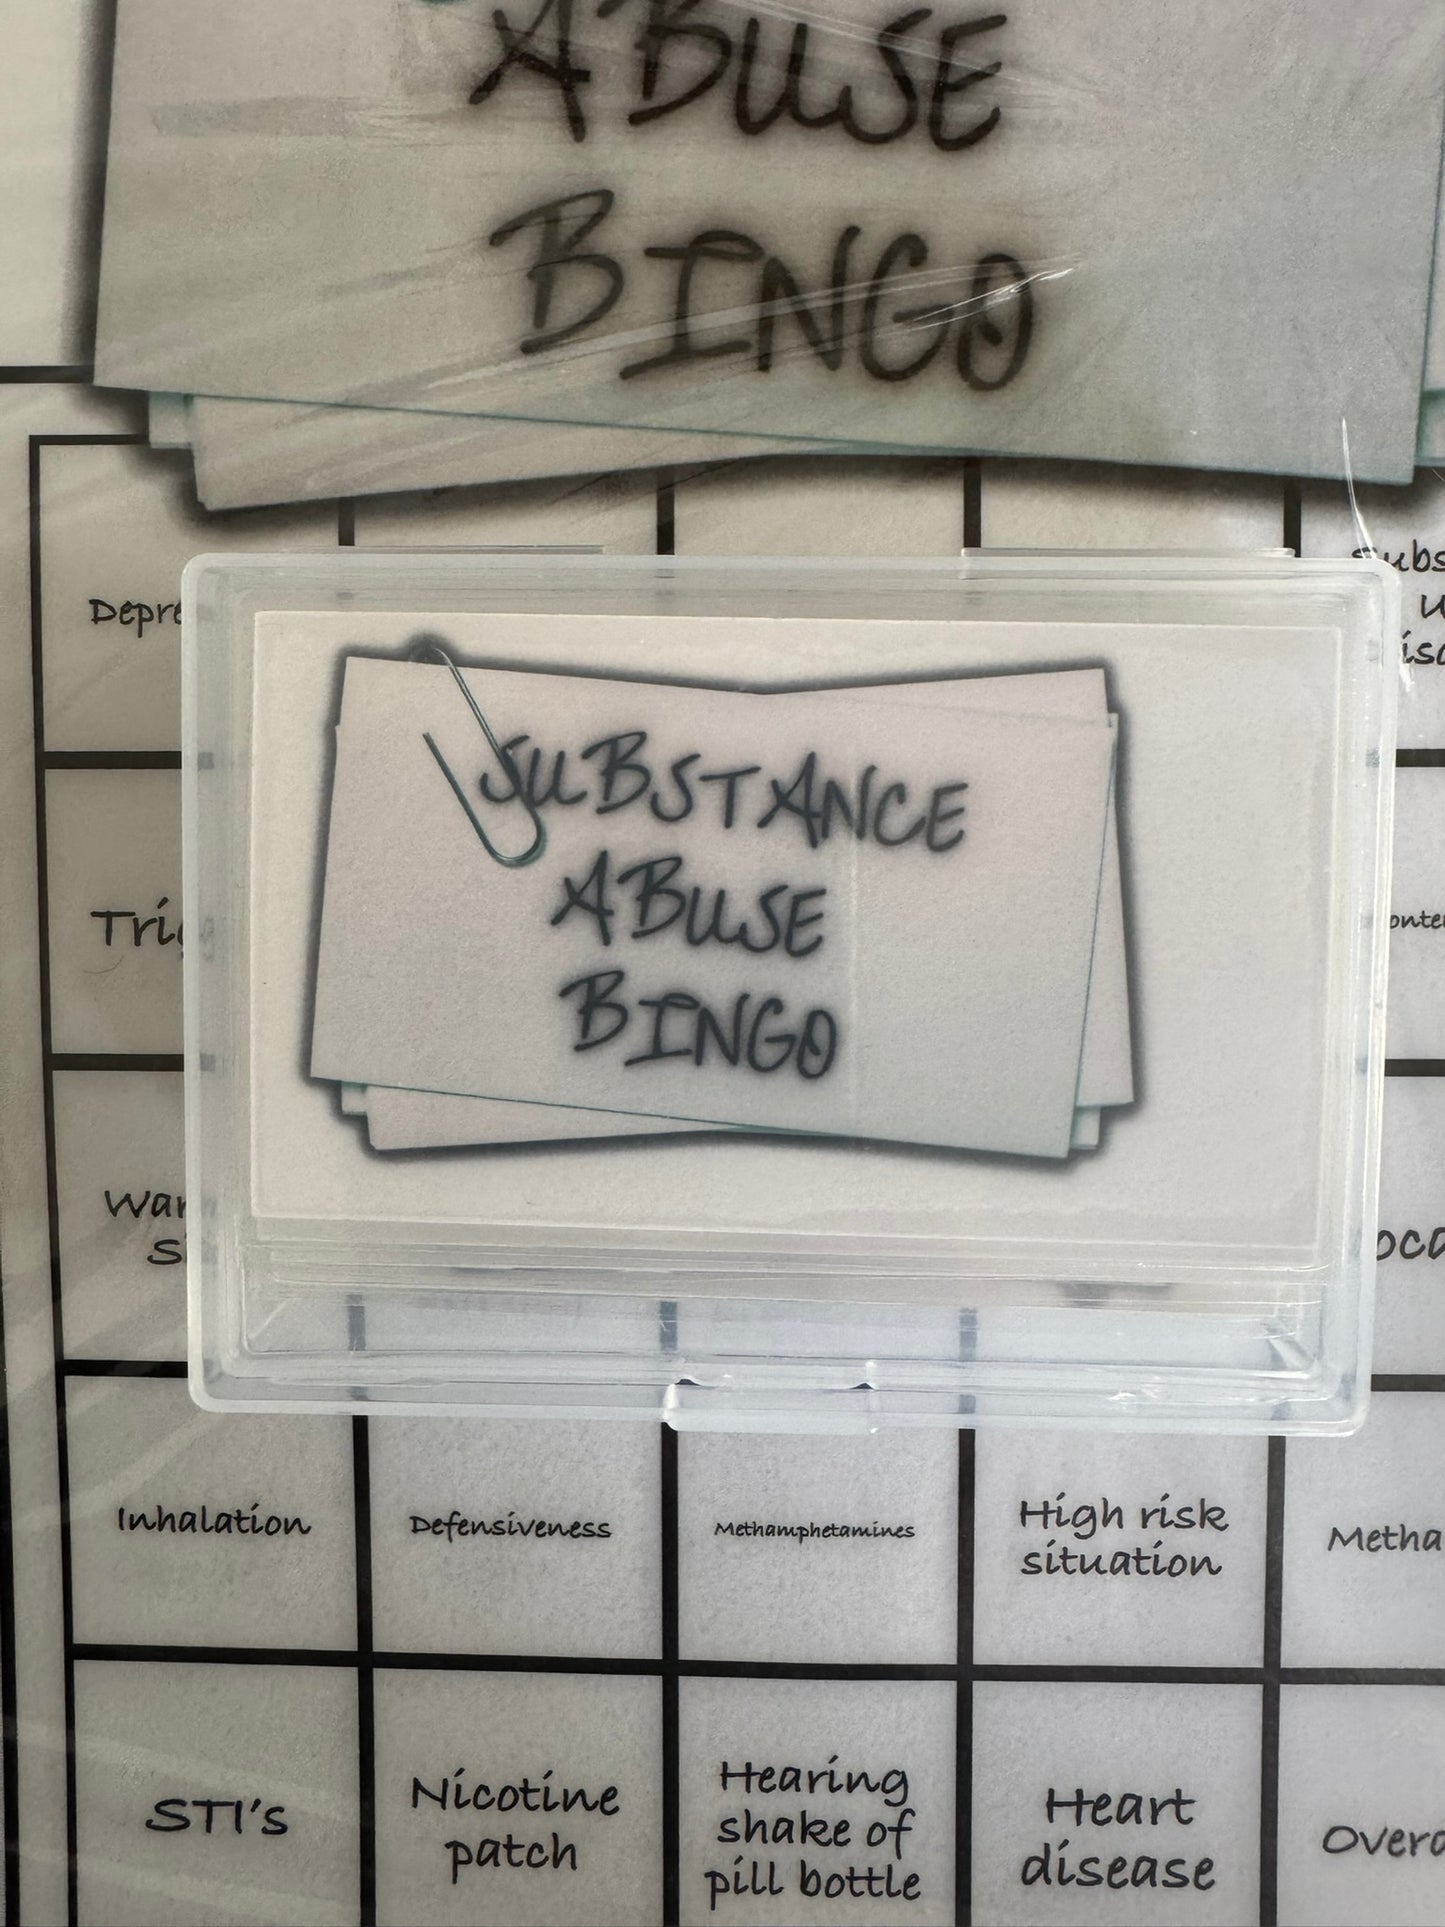 ABUSE
BINGO
SUBSTANCE
ABUSE
BINGO
Inhalation
Defensiveness
Methamphetamines
High risk
situation
STI's
Nicotine
patch
Hearing
shake of
pill bottle
Heart
disease